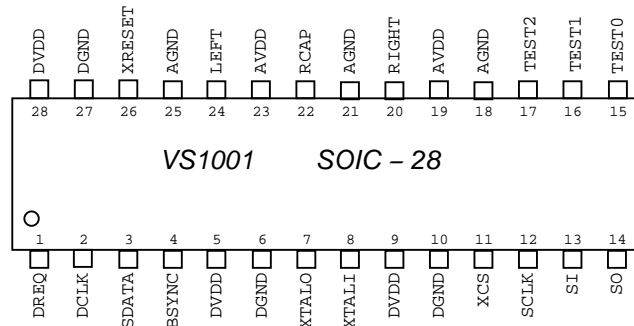 DVDD DGND XRESET AGND LEFT AVDD RCAP AGND RIGHT AVDD AGND TEST2 TEST1 TEST0
28 27 26 25 24 23 22 21 20 19 18 17 16 15
VS1001 SOIC – 28
1 2 3 4 5 6 7 8 9 10 11 12 13 14
DREQ DCLK SDATA BSYNC DVDD DGND XTALO XTALI DVDD DGND XCS SCLK SI SO